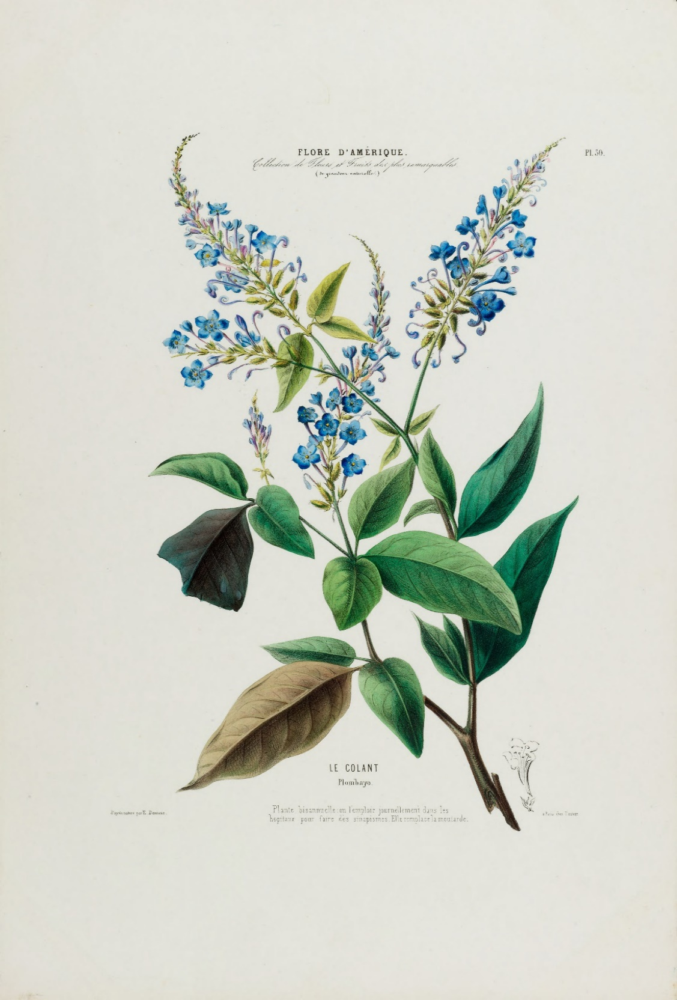 FLORE D'AMÉRIQUE.
Pl. 50.
Collection de Fleurs et Fruits des plus remarquables.
(de grandeur naturelle.)
LE COLANT
Plombayo.
Plante bisannuelle: on l'emploie journellement dans les
hopitaux pour faire des sinapismes. Elle remplace la moutarde.
d'après nature par E. Denisse.
à Paris chez